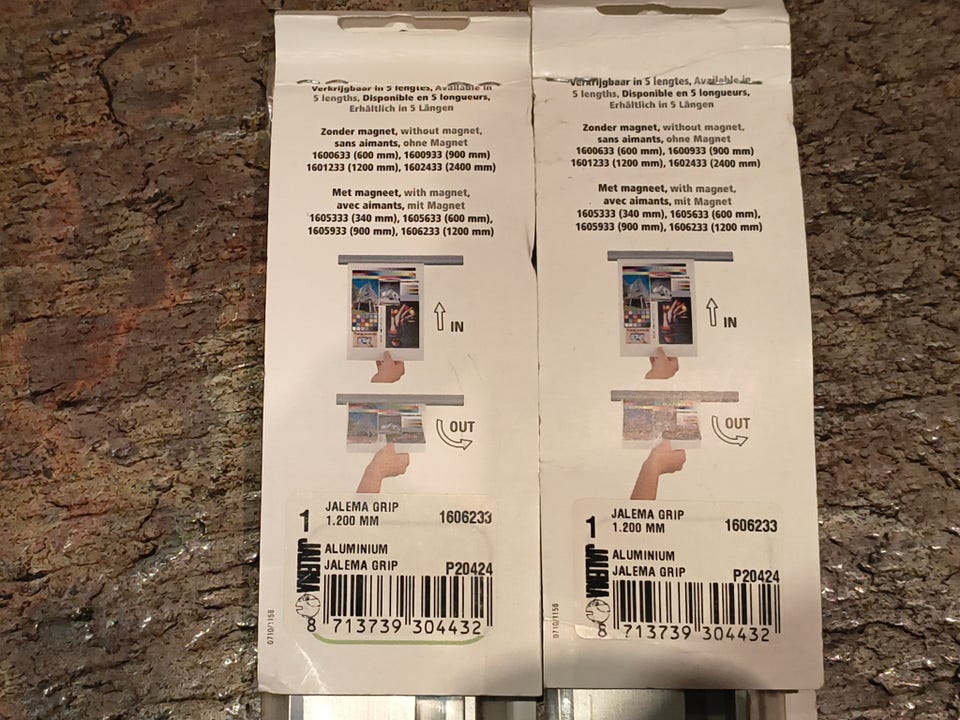 Verkrijgbaar in 5 lengtes, Available in
5 lengths, Disponible en 5 longueurs,
Erhältlich in 5 Längen
Zonder magnet, without magnet,
sans aimants, ohne Magnet
1600633 (600 mm), 1600933 (900 mm)
1601233 (1200 mm), 1602433 (2400 mm)
Met magneet, with magnet,
avec aimants, mit Magnet
1605333 (340 mm), 1605633 (600 mm),
1605933 (900 mm), 1606233 (1200 mm)
IN
OUT
1 JALEMA GRIP 1606233
1.200 MM
ALUMINIUM
JALEMA GRIP P20424
JALEMA
8 713739 304432
0710/1158
Verkrijgbaar in 5 lengtes, Available in
5 lengths, Disponible en 5 longueurs,
Erhältlich in 5 Längen
Zonder magnet, without magnet,
sans aimants, ohne Magnet
1600633 (600 mm), 1600933 (900 mm)
1601233 (1200 mm), 1602433 (2400 mm)
Met magneet, with magnet,
avec aimants, mit Magnet
1605333 (340 mm), 1605633 (600 mm),
1605933 (900 mm), 1606233 (1200 mm)
IN
OUT
1 JALEMA GRIP 1606233
1.200 MM
ALUMINIUM
JALEMA GRIP P20424
JALEMA
8 713739 304432
0710/1158